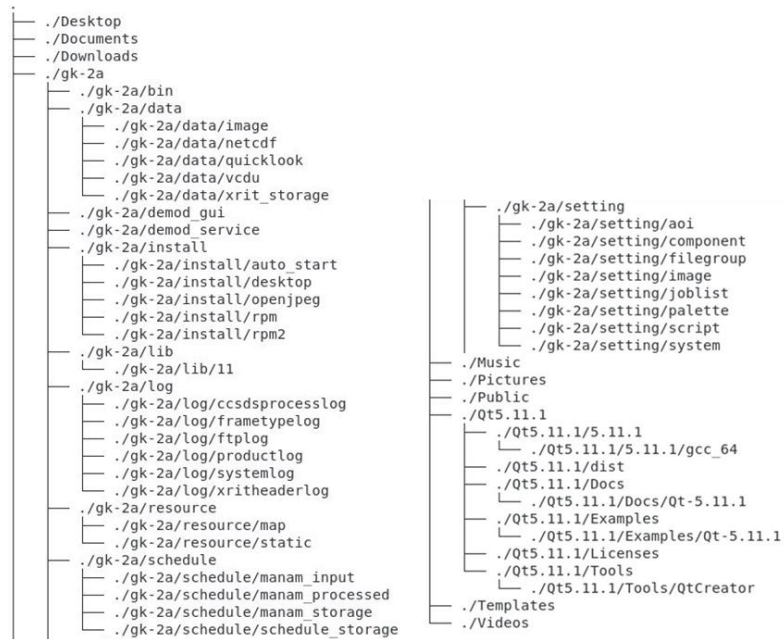 .
./Desktop
./Documents
./Downloads
./gk-2a
./gk-2a/bin
./gk-2a/data
./gk-2a/data/image
./gk-2a/data/netcdf
./gk-2a/data/quicklook
./gk-2a/data/vcdu
./gk-2a/data/xrit_storage
./gk-2a/demod_gui
./gk-2a/demod_service
./gk-2a/install
./gk-2a/install/auto_start
./gk-2a/install/desktop
./gk-2a/install/openjpeg
./gk-2a/install/rpm
./gk-2a/install/rpm2
./gk-2a/lib
./gk-2a/lib/11
./gk-2a/log
./gk-2a/log/ccsdsprocesslog
./gk-2a/log/frametypelog
./gk-2a/log/ftplog
./gk-2a/log/productlog
./gk-2a/log/systemlog
./gk-2a/log/xritheaderlog
./gk-2a/resource
./gk-2a/resource/map
./gk-2a/resource/static
./gk-2a/schedule
./gk-2a/schedule/manam_input
./gk-2a/schedule/manam_processed
./gk-2a/schedule/manam_storage
./gk-2a/schedule/schedule_storage
./gk-2a/setting
./gk-2a/setting/aoi
./gk-2a/setting/component
./gk-2a/setting/filegroup
./gk-2a/setting/image
./gk-2a/setting/joblist
./gk-2a/setting/palette
./gk-2a/setting/script
./gk-2a/setting/system
./Music
./Pictures
./Public
./Qt5.11.1
./Qt5.11.1/5.11.1
./Qt5.11.1/5.11.1/gcc_64
./Qt5.11.1/dist
./Qt5.11.1/Docs
./Qt5.11.1/Docs/Qt-5.11.1
./Qt5.11.1/Examples
./Qt5.11.1/Examples/Qt-5.11.1
./Qt5.11.1/Licenses
./Qt5.11.1/Tools
./Qt5.11.1/Tools/QtCreator
./Templates
./Videos